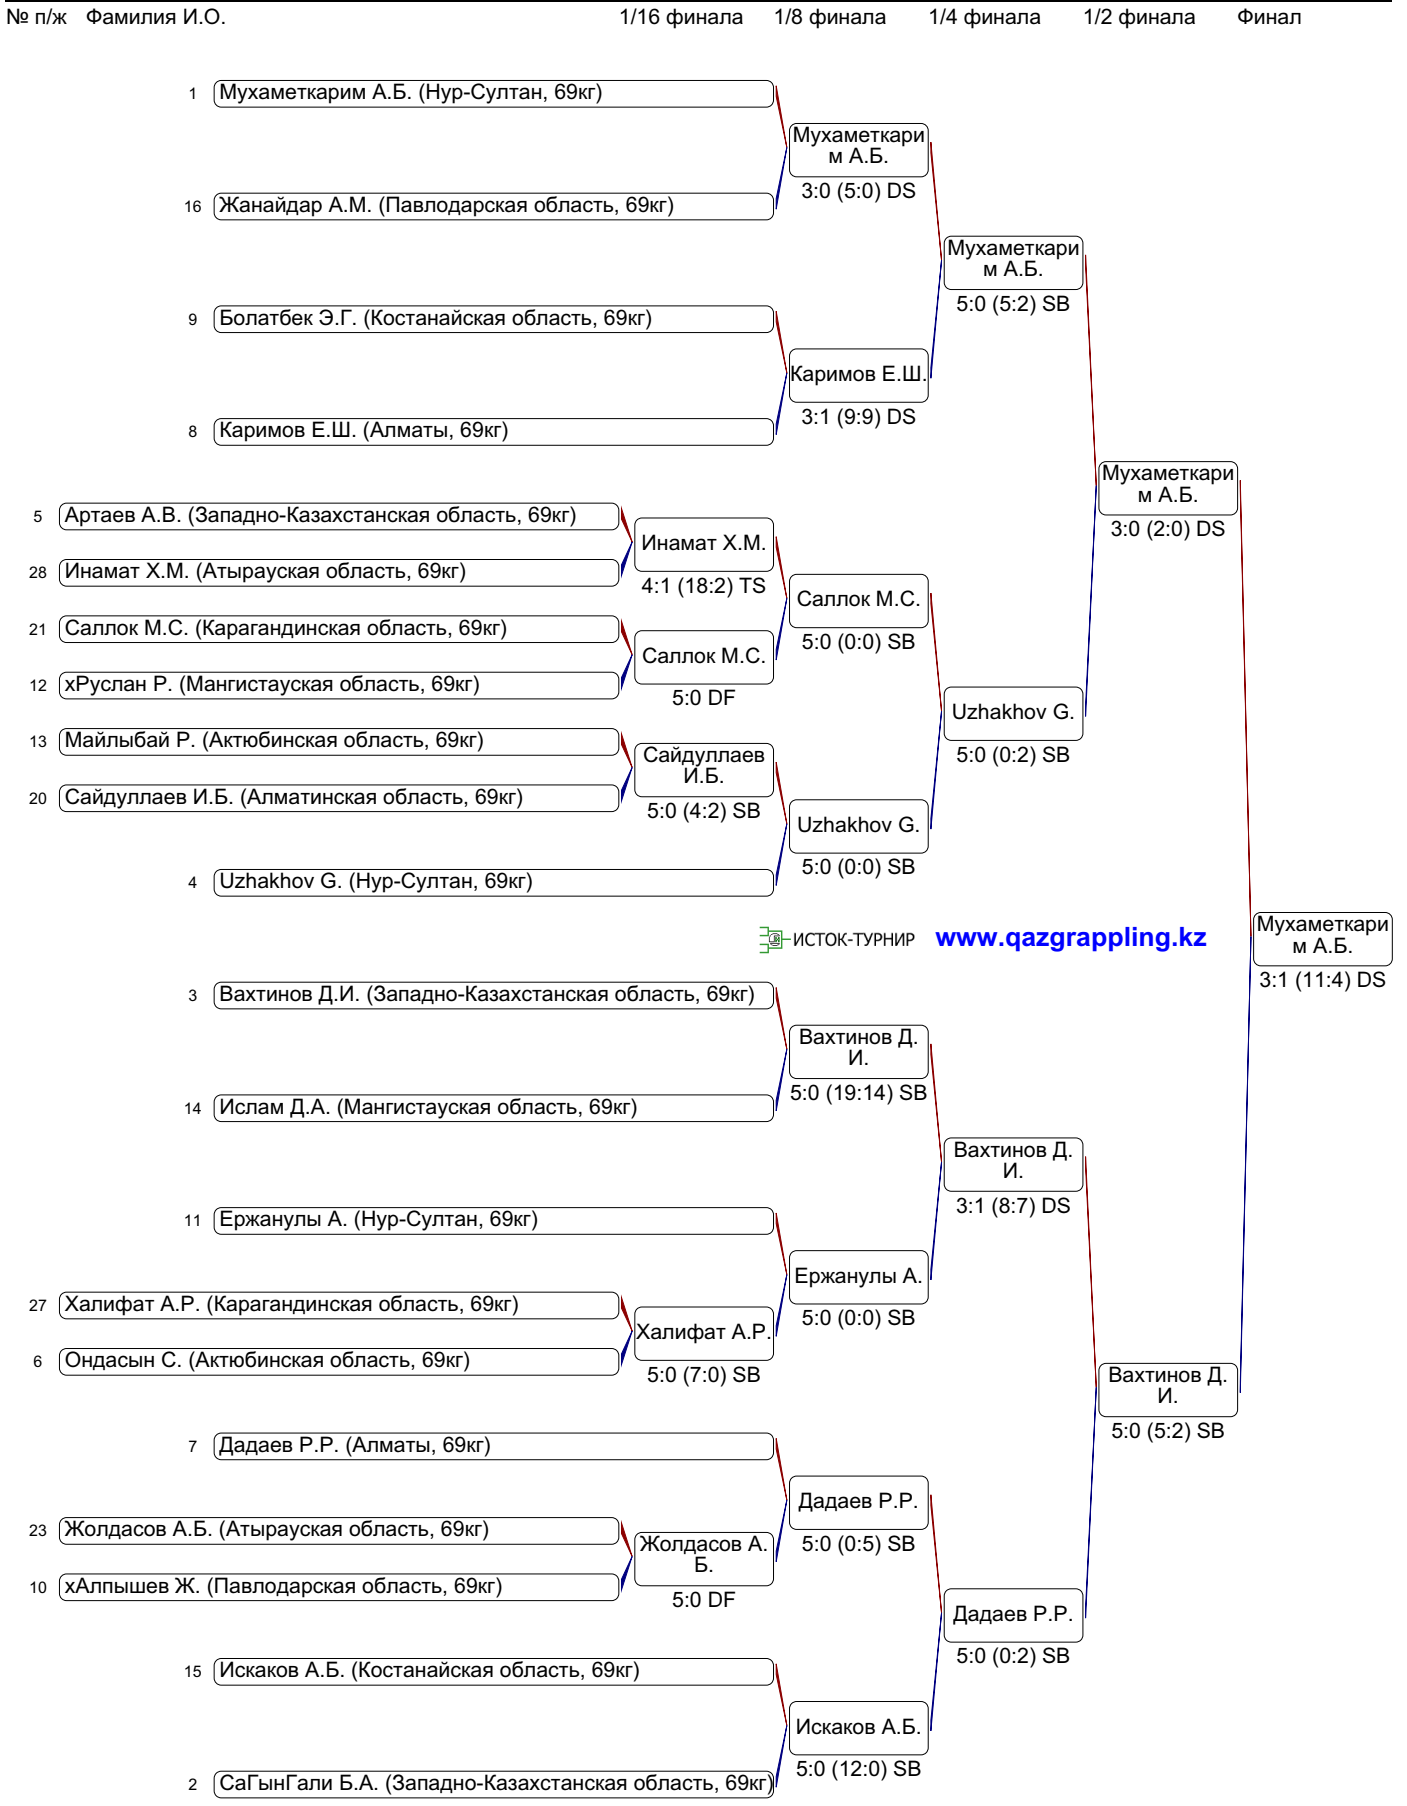 № п/ж Фамилия И.О. 1/16 финала 1/8 финала 1/4 финала 1/2 финала Финал
1 Мухаметкарим А.Б. (Нур-Султан, 69кг)
Мухаметкари
м А.Б.
3:0 (5:0) DS
16 Жанайдар А.М. (Павлодарская область, 69кг)
Мухаметкари
м А.Б.
5:0 (5:2) SB
9 Болатбек Э.Г. (Костанайская область, 69кг)
Каримов Е.Ш.
3:1 (9:9) DS
8 Каримов Е.Ш. (Алматы, 69кг)
Мухаметкари
м А.Б.
3:0 (2:0) DS
5 Артаев А.В. (Западно-Казахстанская область, 69кг)
Инамат Х.М.
4:1 (18:2) TS
28 Инамат Х.М. (Атырауская область, 69кг)
Саллок М.С.
5:0 (0:0) SB
21 Саллок М.С. (Карагандинская область, 69кг)
Саллок М.С.
5:0 DF
12 хРуслан Р. (Мангистауская область, 69кг)
Uzhakhov G.
5:0 (0:2) SB
13 Майлыбай Р. (Актюбинская область, 69кг)
Сайдуллаев
И.Б.
5:0 (4:2) SB
20 Сайдуллаев И.Б. (Алматинская область, 69кг)
Uzhakhov G.
5:0 (0:0) SB
4 Uzhakhov G. (Нур-Султан, 69кг)
ИСТОК-ТУРНИР www.qazgrappling.kz
Мухаметкари
м А.Б.
3:1 (11:4) DS
3 Вахтинов Д.И. (Западно-Казахстанская область, 69кг)
Вахтинов Д.
И.
5:0 (19:14) SB
14 Ислам Д.А. (Мангистауская область, 69кг)
Вахтинов Д.
И.
3:1 (8:7) DS
11 Ержанулы А. (Нур-Султан, 69кг)
Ержанулы А.
5:0 (0:0) SB
27 Халифат А.Р. (Карагандинская область, 69кг)
Халифат А.Р.
5:0 (7:0) SB
6 Ондасын С. (Актюбинская область, 69кг)
Вахтинов Д.
И.
5:0 (5:2) SB
7 Дадаев Р.Р. (Алматы, 69кг)
Дадаев Р.Р.
5:0 (0:5) SB
23 Жолдасов А.Б. (Атырауская область, 69кг)
Жолдасов А.
Б.
5:0 DF
10 хАлпышев Ж. (Павлодарская область, 69кг)
Дадаев Р.Р.
5:0 (0:2) SB
15 Искаков А.Б. (Костанайская область, 69кг)
Искаков А.Б.
5:0 (12:0) SB
2 СаГынГали Б.А. (Западно-Казахстанская область, 69кг)